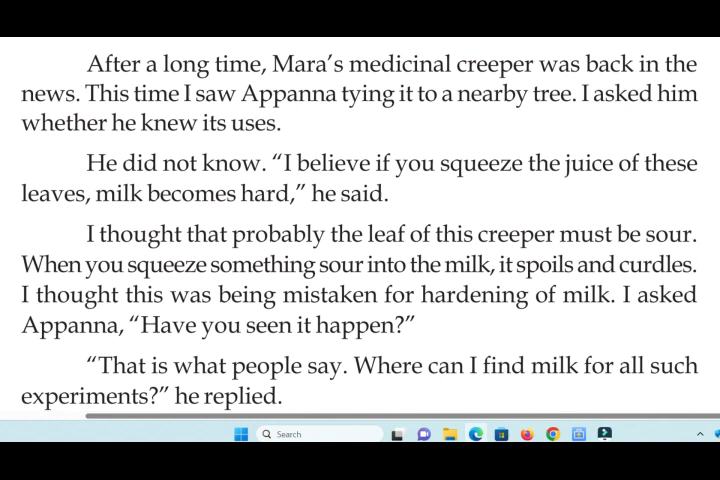 After a long time, Mara’s medicinal creeper was back in the
news. This time I saw Appanna tying it to a nearby tree. I asked him
whether he knew its uses.
He did not know. “I believe if you squeeze the juice of these
leaves, milk becomes hard,” he said.
I thought that probably the leaf of this creeper must be sour.
When you squeeze something sour into the milk, it spoils and curdles.
I thought this was being mistaken for hardening of milk. I asked
Appanna, “Have you seen it happen?”
“That is what people say. Where can I find milk for all such
experiments?” he replied.
Search